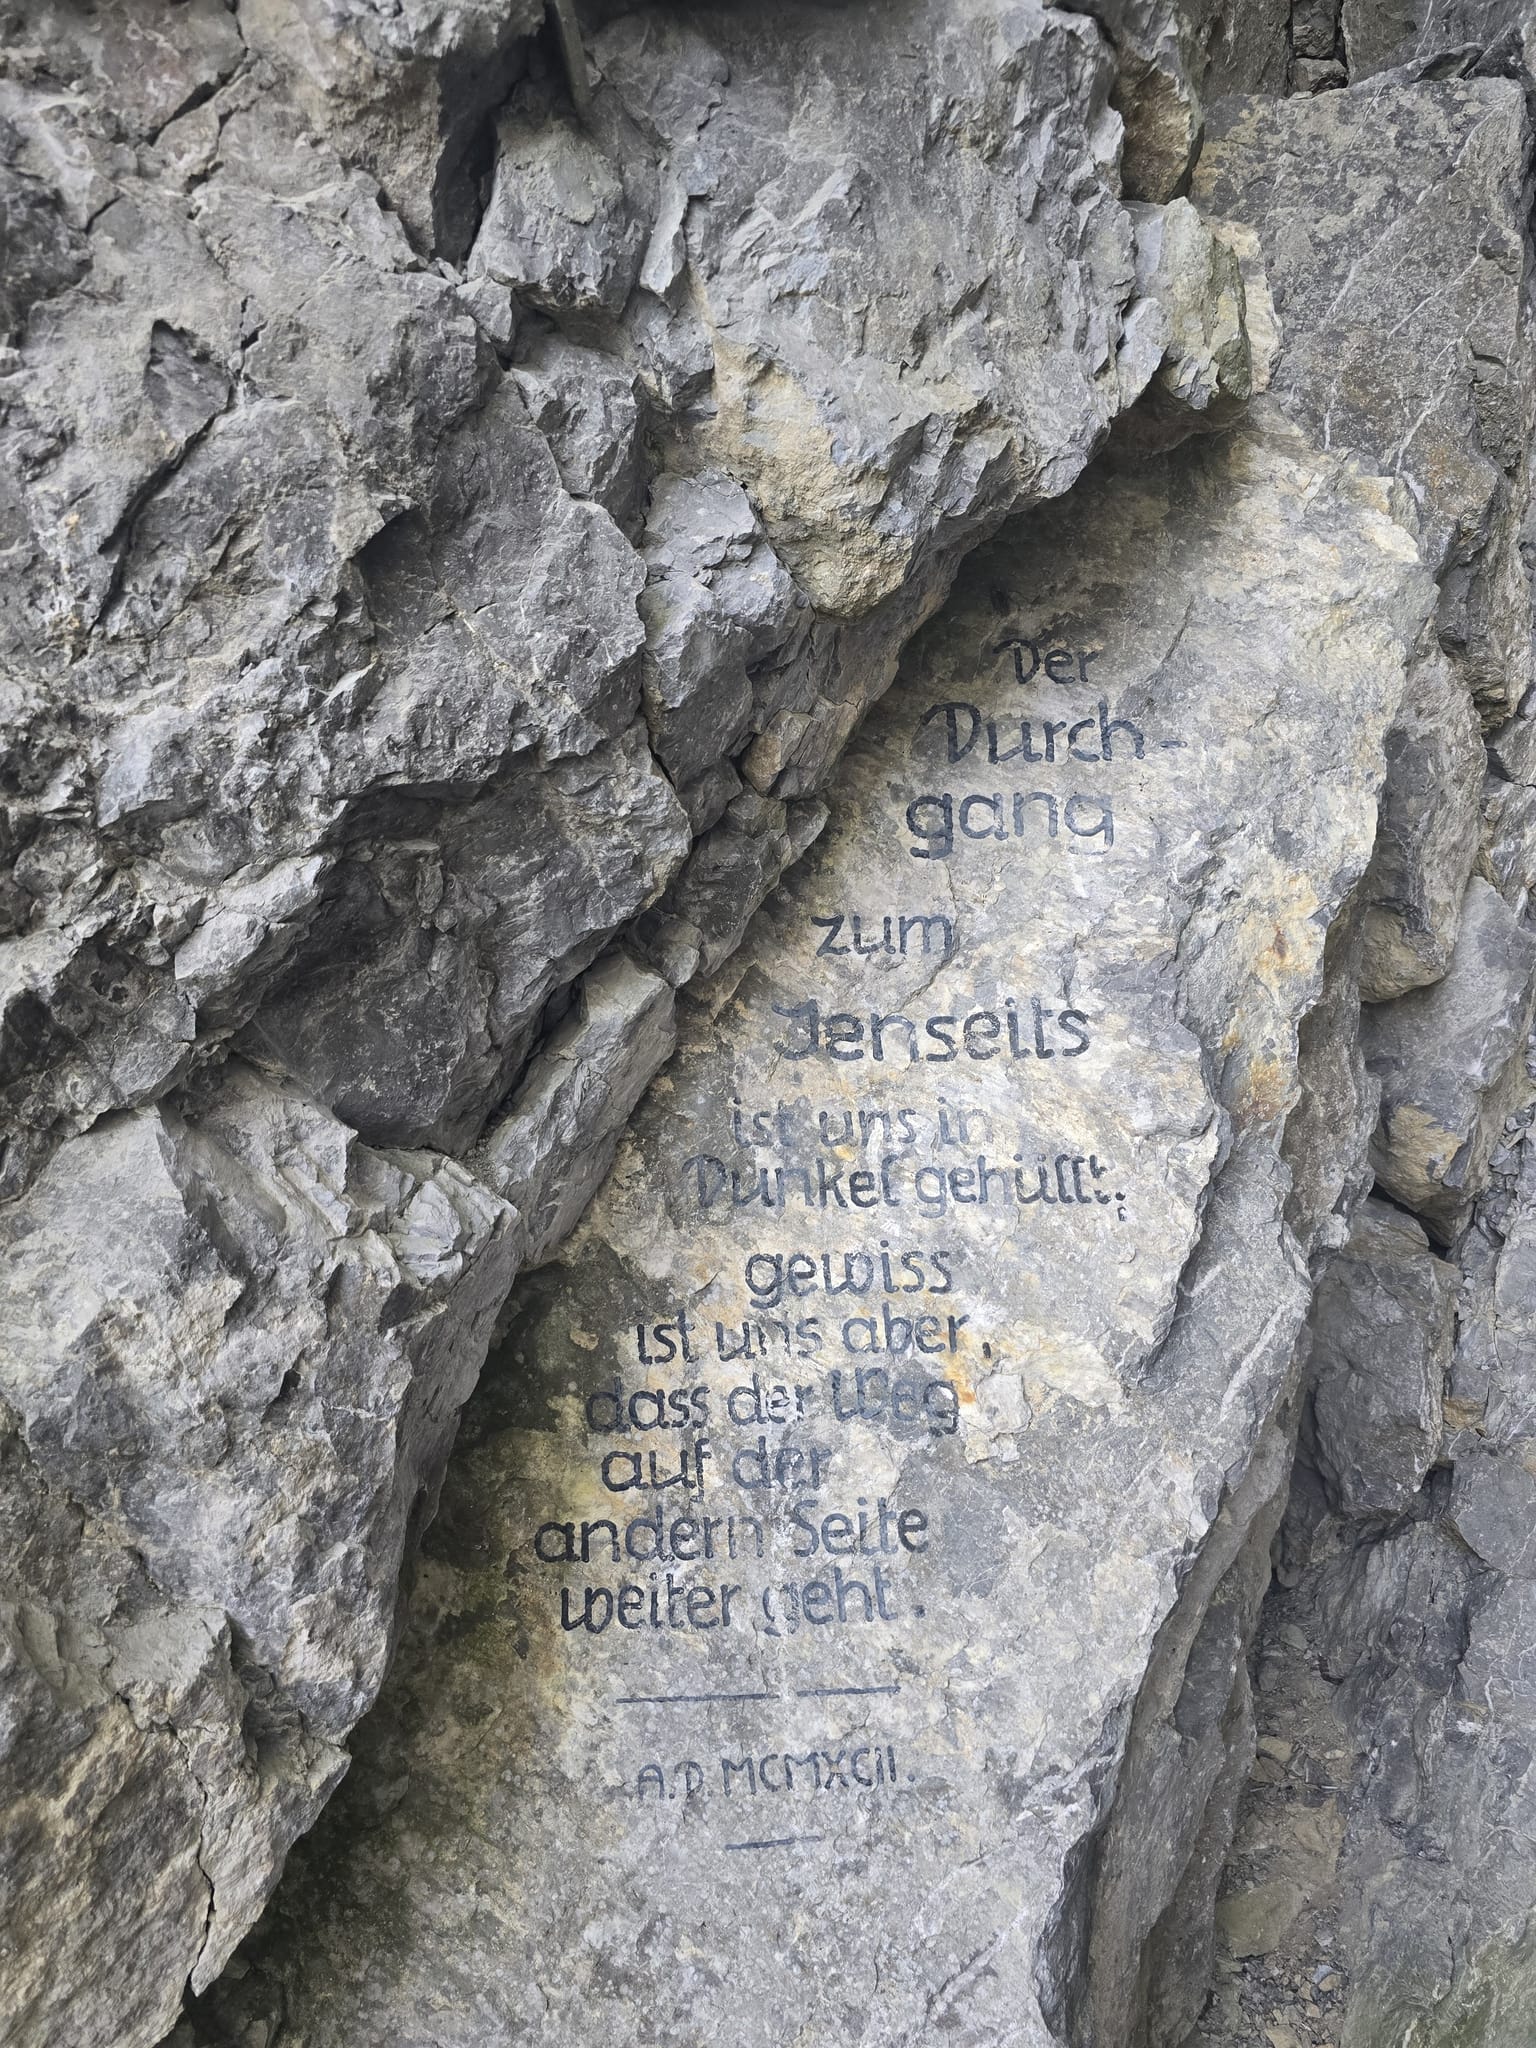 Der
Durch-
gang
zum
Jenseits
ist uns in
Dunkel gehüllt;
gewiss
ist uns aber,
dass der Weg
auf der
andern Seite
weiter geht.
A.D. MCMXCII.